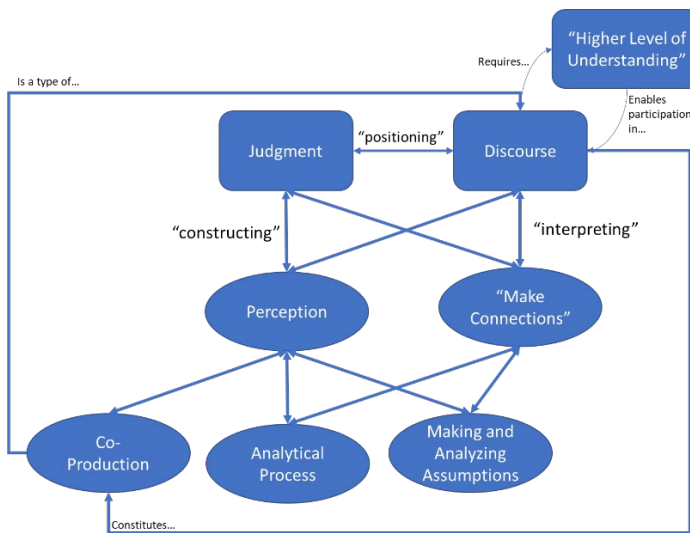 “Higher Level of
Understanding”
Requires…
Is a type of…
Enables
participation
in…
Judgment
“positioning”
Discourse
“constructing”
“interpreting”
Perception
“Make
Connections”
Co-
Production
Analytical
Process
Making and
Analyzing
Assumptions
Constitutes…